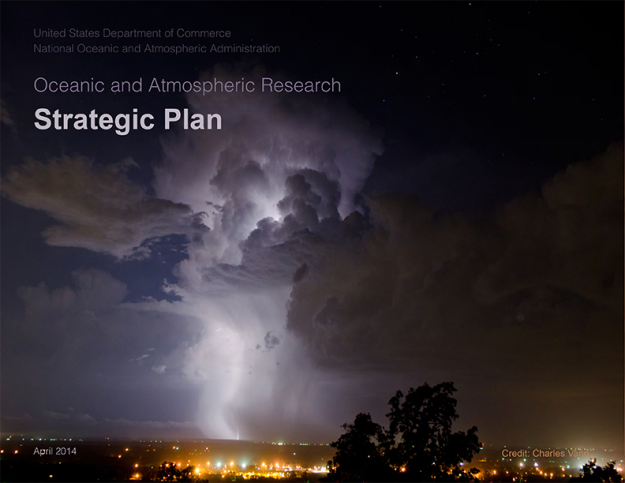 United States Department of Commerce
National Oceanic and Atmospheric Administration
Oceanic and Atmospheric Research
Strategic Plan
April 2014
Credit: Charles